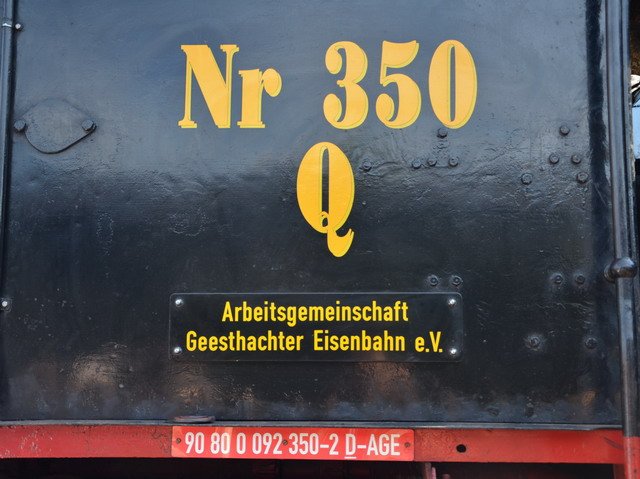 Nr 350
Q
Arbeitsgemeinschaft
Geesthachter Eisenbahn e.V.
90 80 0 092 350-2 D-AGE